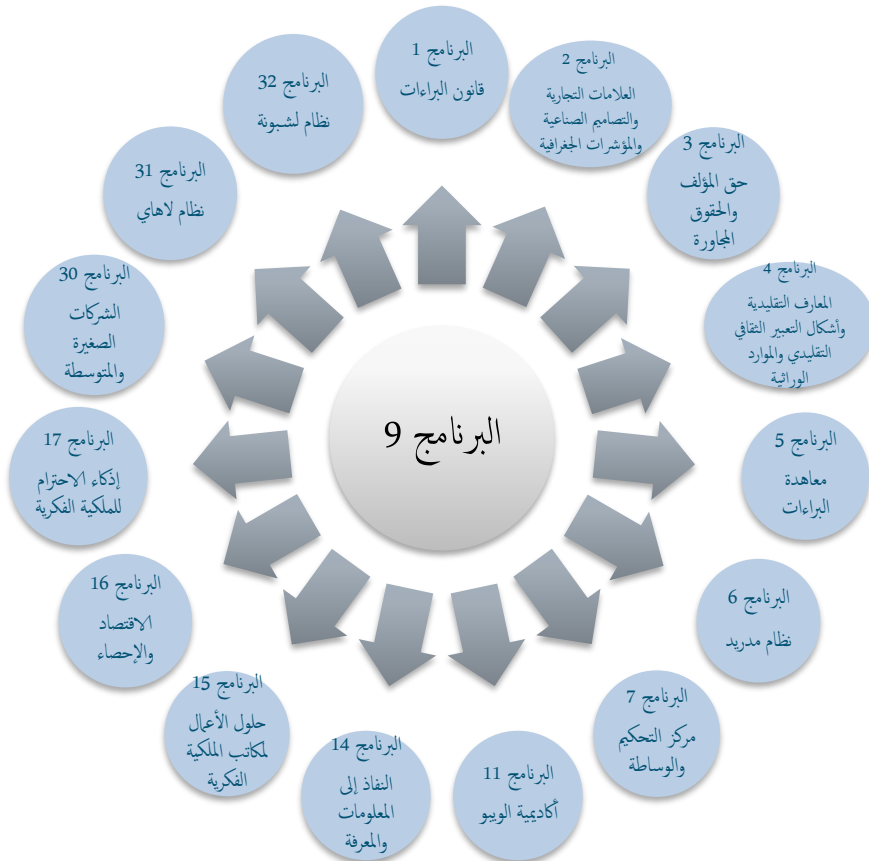 البرنامج 9
البرنامج 1
قانون البراءات
البرنامج 2
العلامات التجارية
والتصاميم الصناعية
والمؤشرات الجغرافية
البرنامج 3
حق المؤلف
والحقوق
المجاورة
البرنامج 4
المعارف التقليدية
وأشكال التعبير الثقافي
التقليدي والموارد
الوراثية
البرنامج 5
معاهدة
البراءات
البرنامج 6
نظام مدريد
البرنامج 7
مركز التحكيم
والوساطة
البرنامج 11
أكاديمية الويبو
البرنامج 14
النفاذ إلى
المعلومات
والمعرفة
البرنامج 15
حلول الأعمال
لمكاتب الملكية
الفكرية
البرنامج 16
الاقتصاد
والإحصاء
البرنامج 17
إذكاء الاحترام
للملكية الفكرية
البرنامج 30
الشركات
الصغيرة
والمتوسطة
البرنامج 31
نظام لاهاي
البرنامج 32
نظام لشبونة